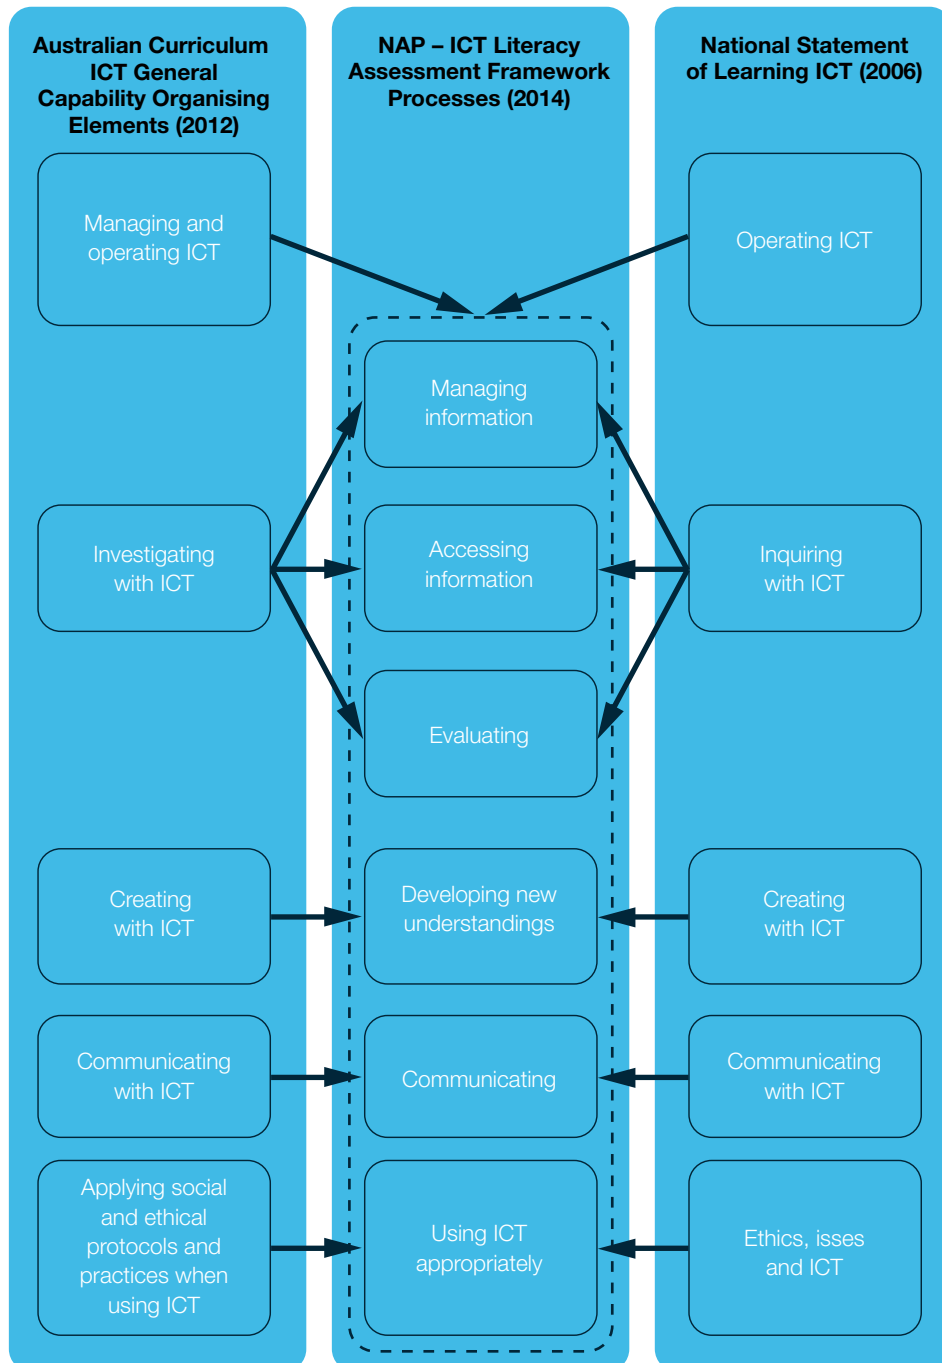 Australian Curriculum
ICT General
Capability Organising
Elements (2012)
NAP – ICT Literacy
Assessment Framework
Processes (2014)
National Statement
of Learning ICT (2006)
Managing and
operating ICT
Operating ICT
Managing
information
Investigating
with ICT
Accessing
information
Inquiring
with ICT
Evaluating
Creating
with ICT
Developing new
understandings
Creating
with ICT
Communicating
with ICT
Communicating
Communicating
with ICT
Applying social
and ethical
protocols and
practices when
using ICT
Using ICT
appropriately
Ethics, isses
and ICT